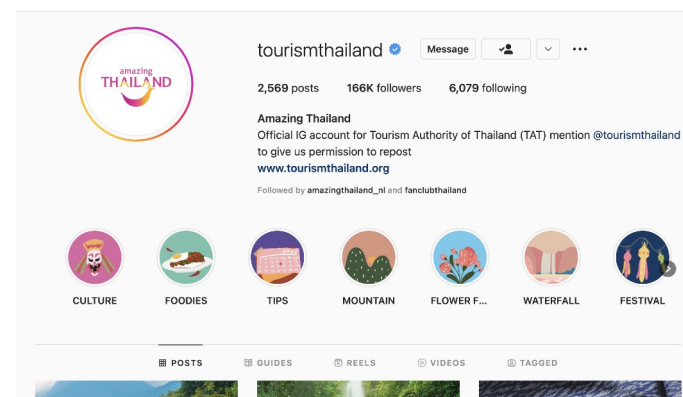 amazing
THAILAND
tourismthailand
Message
2,569 posts 166K followers 6,079 following
Amazing Thailand
Official IG account for Tourism Authority of Thailand (TAT) mention @tourismthailand
to give us permission to repost
www.tourismthailand.org
Followed by amazingthailand_nl and fanclubthailand
CULTURE FOODIES TIPS MOUNTAIN FLOWER F... WATERFALL FESTIVAL
POSTS GUIDES REELS VIDEOS TAGGED